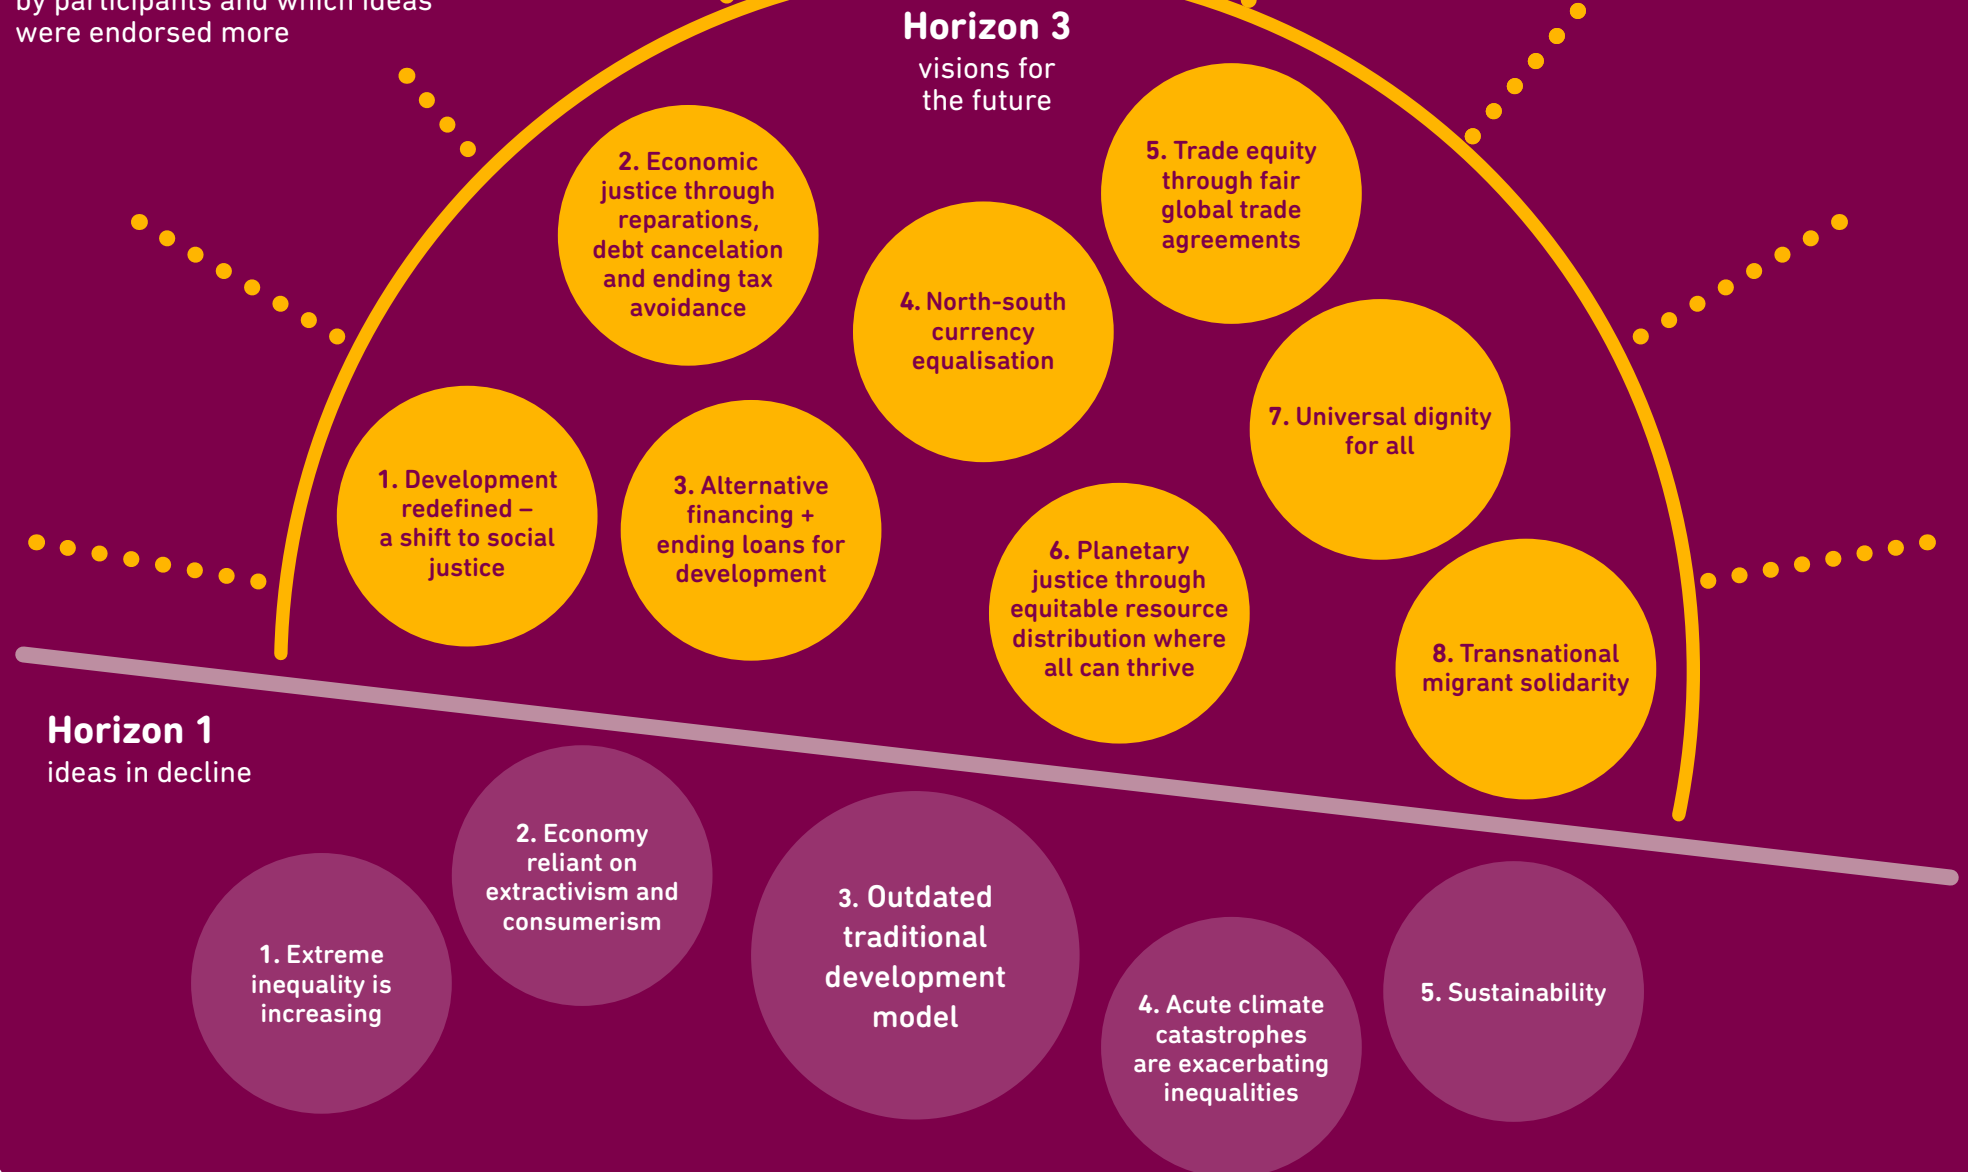 by participants and which ideas
were endorsed more
Horizon 3
visions for
the future
1. Development
redefined –
a shift to social
justice
2. Economic
justice through
reparations,
debt cancelation
and ending tax
avoidance
3. Alternative
financing +
ending loans for
development
4. North-south
currency
equalisation
5. Trade equity
through fair
global trade
agreements
6. Planetary
justice through
equitable resource
distribution where
all can thrive
7. Universal dignity
for all
8. Transnational
migrant solidarity
Horizon 1
ideas in decline
1. Extreme
inequality is
increasing
2. Economy
reliant on
extractivism and
consumerism
3. Outdated
traditional
development
model
4. Acute climate
catastrophes
are exacerbating
inequalities
5. Sustainability